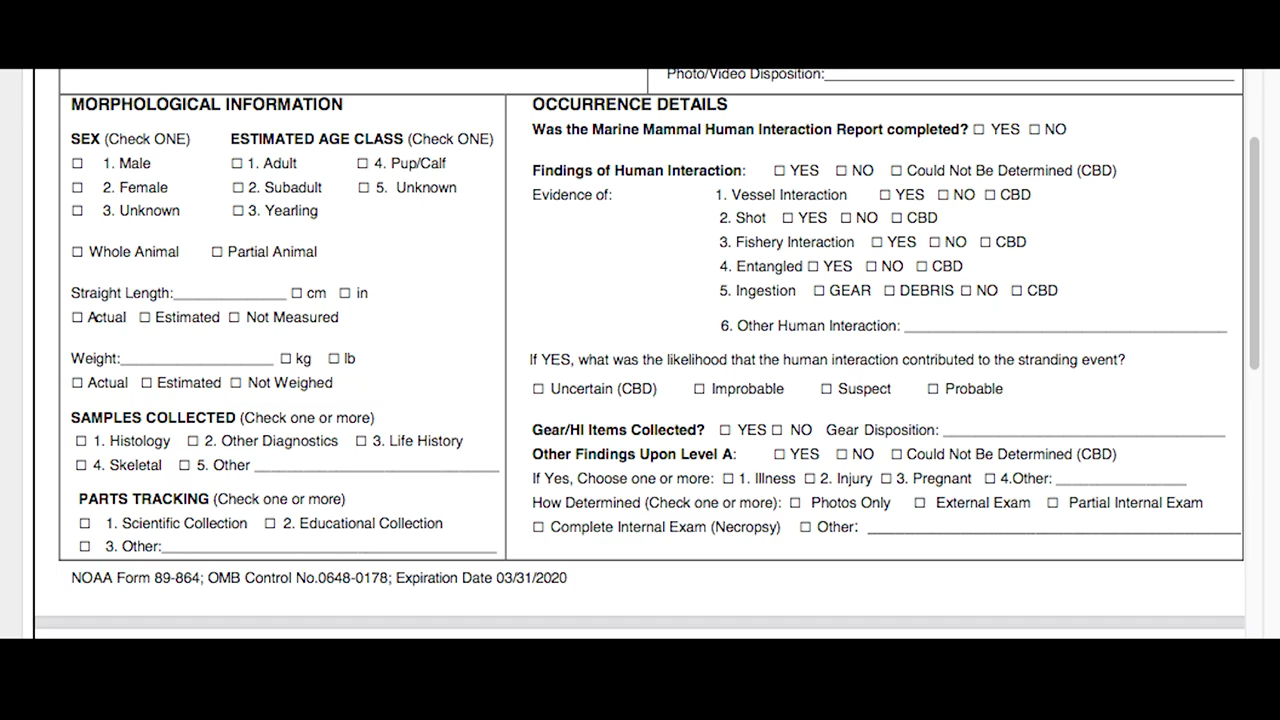 Photo/Video Disposition:
MORPHOLOGICAL INFORMATION
SEX (Check ONE) ESTIMATED AGE CLASS (Check ONE)
☐ 1. Male ☐ 1. Adult ☐ 4. Pup/Calf
☐ 2. Female ☐ 2. Subadult ☐ 5. Unknown
☐ 3. Unknown ☐ 3. Yearling
☐ Whole Animal ☐ Partial Animal
Straight Length:_______________ ☐ cm ☐ in
☐ Actual ☐ Estimated ☐ Not Measured
Weight:____________________ ☐ kg ☐ lb
☐ Actual ☐ Estimated ☐ Not Weighed
SAMPLES COLLECTED (Check one or more)
☐ 1. Histology ☐ 2. Other Diagnostics ☐ 3. Life History
☐ 4. Skeletal ☐ 5. Other ________________________________
PARTS TRACKING (Check one or more)
☐ 1. Scientific Collection ☐ 2. Educational Collection
☐ 3. Other:____________________________________________
OCCURRENCE DETAILS
Was the Marine Mammal Human Interaction Report completed? ☐ YES ☐ NO
Findings of Human Interaction: ☐ YES ☐ NO ☐ Could Not Be Determined (CBD)
Evidence of: 1. Vessel Interaction ☐ YES ☐ NO ☐ CBD
2. Shot ☐ YES ☐ NO ☐ CBD
3. Fishery Interaction ☐ YES ☐ NO ☐ CBD
4. Entangled ☐ YES ☐ NO ☐ CBD
5. Ingestion ☐ GEAR ☐ DEBRIS ☐ NO ☐ CBD
6. Other Human Interaction: ___________________________________________
If YES, what was the likelihood that the human interaction contributed to the stranding event?
☐ Uncertain (CBD) ☐ Improbable ☐ Suspect ☐ Probable
Gear/HI Items Collected? ☐ YES ☐ NO Gear Disposition: _____________________________________
Other Findings Upon Level A: ☐ YES ☐ NO ☐ Could Not Be Determined (CBD)
If Yes, Choose one or more: ☐ 1. Illness ☐ 2. Injury ☐ 3. Pregnant ☐ 4.Other: _________________
How Determined (Check one or more): ☐ Photos Only ☐ External Exam ☐ Partial Internal Exam
☐ Complete Internal Exam (Necropsy) ☐ Other: __________________________________________________
NOAA Form 89-864; OMB Control No.0648-0178; Expiration Date 03/31/2020